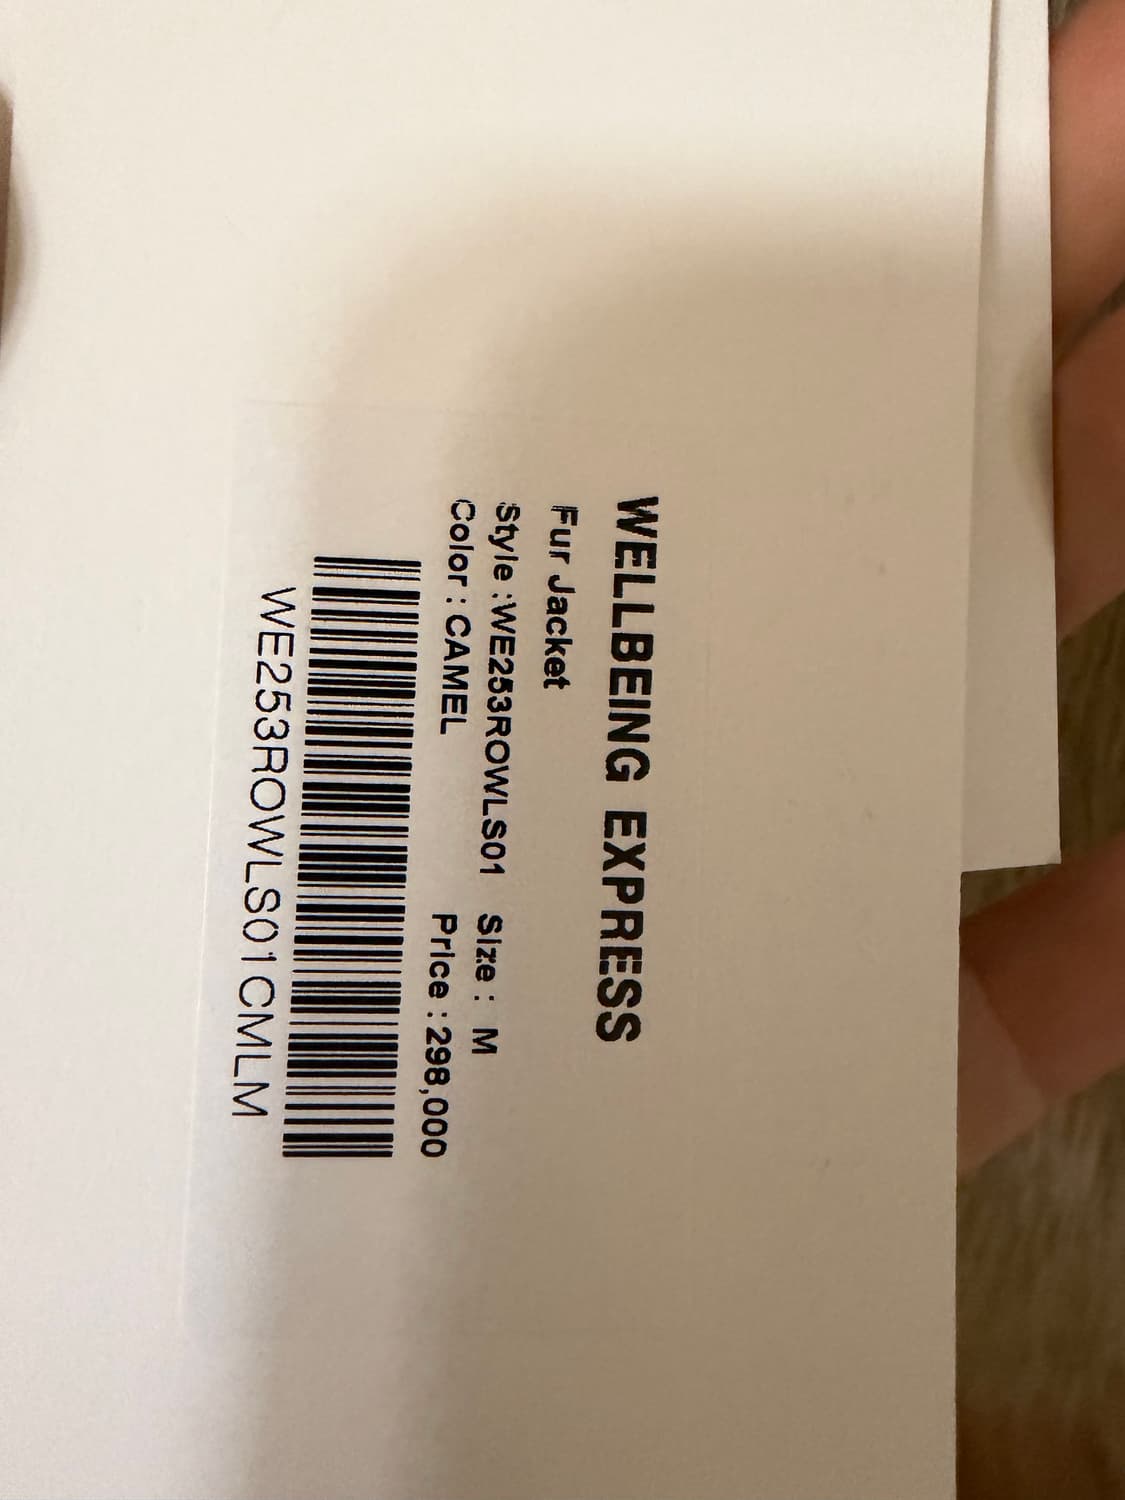 WELLBEING EXPRESS
Fur Jacket
Style :WE253ROWLS01 Size : M
Color : CAMEL Price : 298,000
WE253ROWLS01CMLM